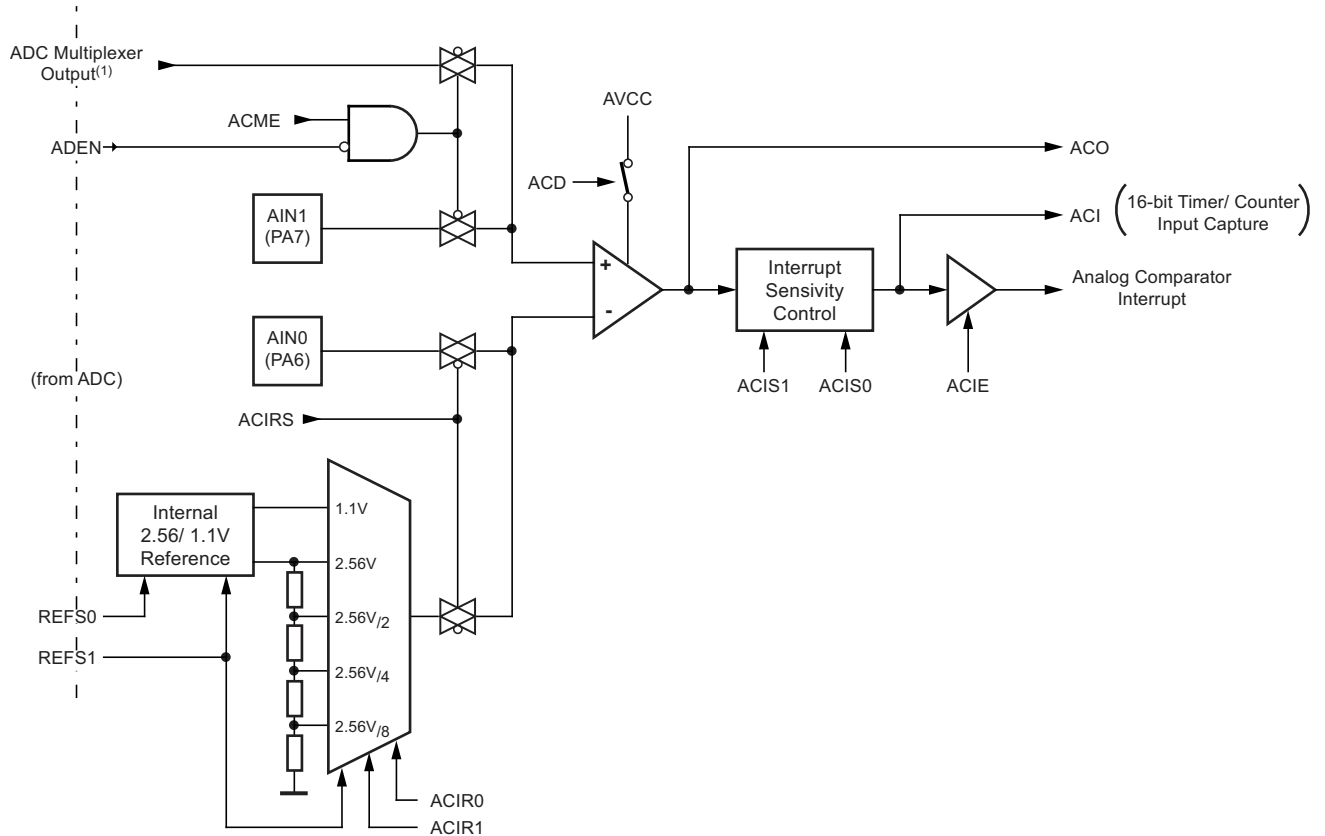 ADC Multiplexer
Output(1)
ACME
ADEN
AVCC
ACD
ACO
ACI
16-bit Timer/ Counter
Input Capture
AIN1
(PA7)
+
-
Interrupt
Sensivity
Control
Analog Comparator
Interrupt
AIN0
(PA6)
ACIS1
ACIS0
ACIE
(from ADC)
ACIRS
Internal
2.56/ 1.1V
Reference
1.1V
2.56V
2.56V/2
2.56V/4
2.56V/8
REFS0
REFS1
ACIR0
ACIR1